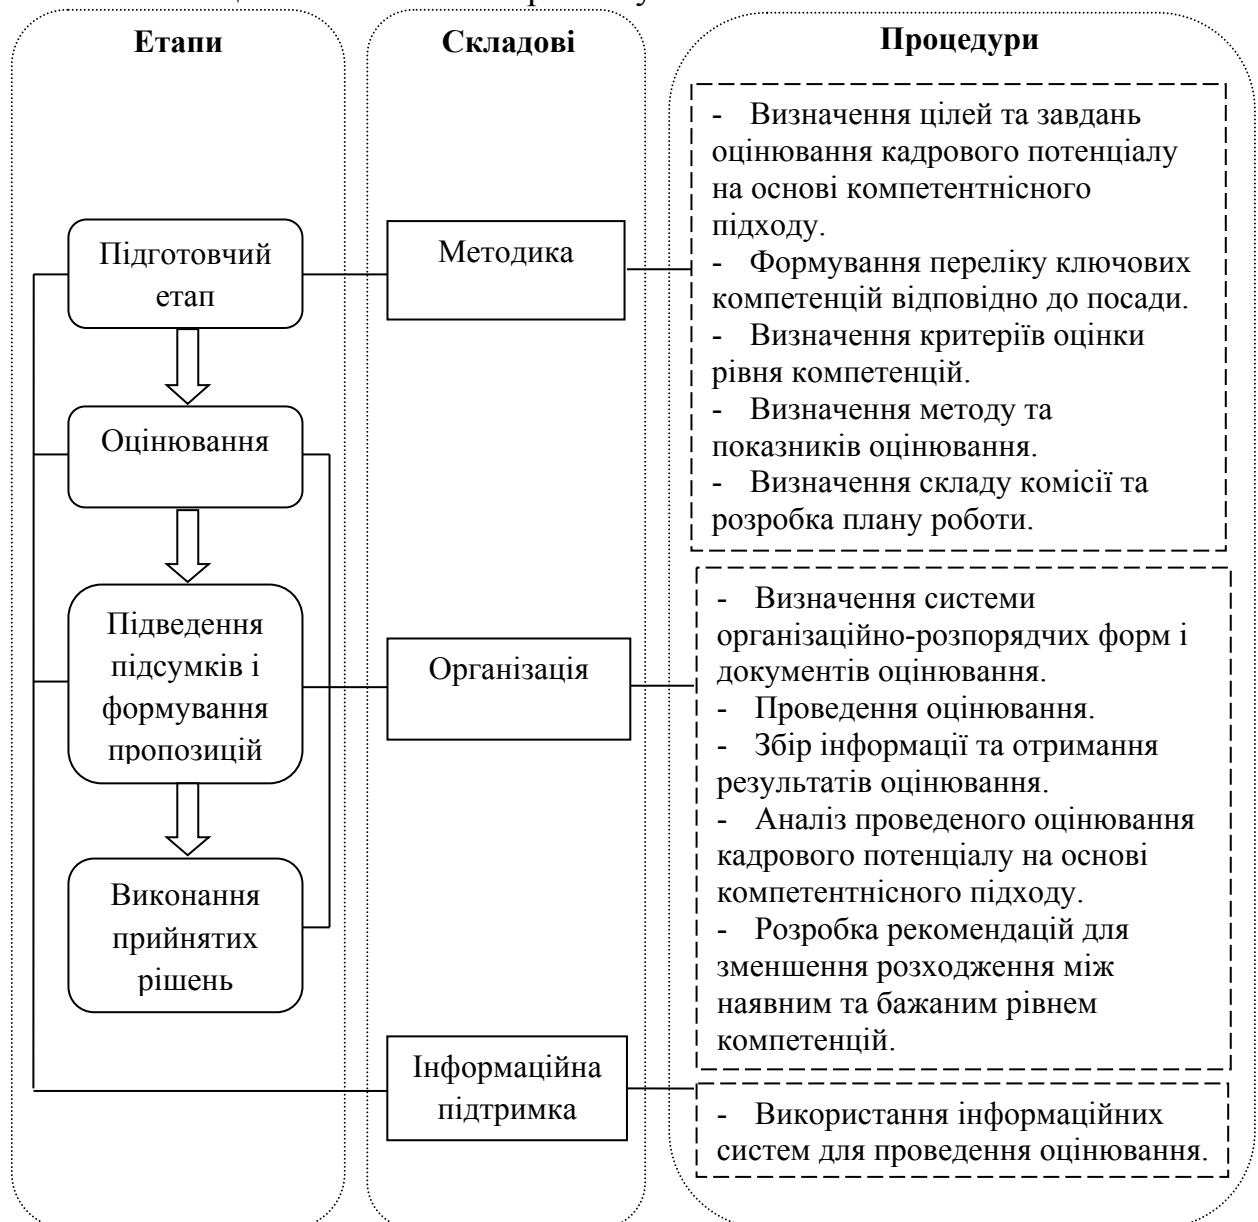 Етапи
Підготовчий
етап
Оцінювання
Підведення
підсумків і
формування
пропозицій
Виконання
прийнятих
рішень
Складові
Методика
Організація
Інформаційна
підтримка
Процедури
- Визначення цілей та завдань
оцінювання кадрового потенціалу
на основі компетентнісного
підходу.
- Формування переліку ключових
компетенцій відповідно до посади.
- Визначення критеріїв оцінки
рівня компетенцій.
- Визначення методу та
показників оцінювання.
- Визначення складу комісії та
розробка плану роботи.
- Визначення системи
організаційно-розпорядчих форм і
документів оцінювання.
- Проведення оцінювання.
- Збір інформації та отримання
результатів оцінювання.
- Аналіз проведеного оцінювання
кадрового потенціалу на основі
компетентнісного підходу.
- Розробка рекомендацій для
зменшення розходження між
наявним та бажаним рівнем
компетенцій.
- Використання інформаційних
систем для проведення оцінювання.